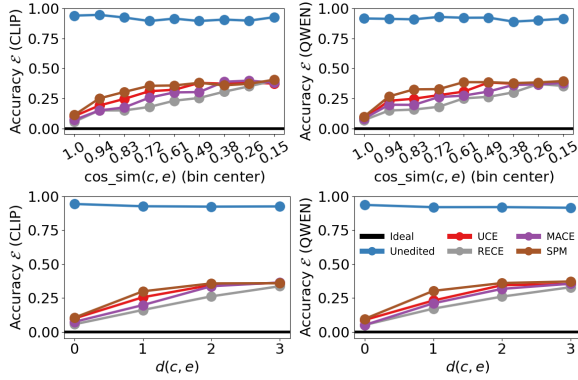 Accuracy ℰ (CLIP)
1.00
0.75
0.50
0.25
0.00
1.0 0.94 0.83 0.72 0.61 0.49 0.38 0.26 0.15
cos_sim(c, e) (bin center)
Accuracy ℰ (QWEN)
1.00
0.75
0.50
0.25
0.00
1.0 0.94 0.83 0.72 0.61 0.49 0.38 0.26 0.15
cos_sim(c, e) (bin center)
Accuracy ℰ (CLIP)
1.00
0.75
0.50
0.25
0.00
0 1 2 3
d(c, e)
Accuracy ℰ (QWEN)
1.00
0.75
0.50
0.25
0.00
Ideal UCE MACE
Unedited RECE SPM
0 1 2 3
d(c, e)